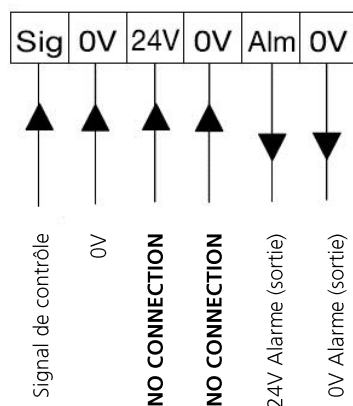 Sig 0V 24V 0V Alm 0V
Signal de contrôle
0V
NO CONNECTION
NO CONNECTION
24V Alarme (sortie)
0V Alarme (sortie)